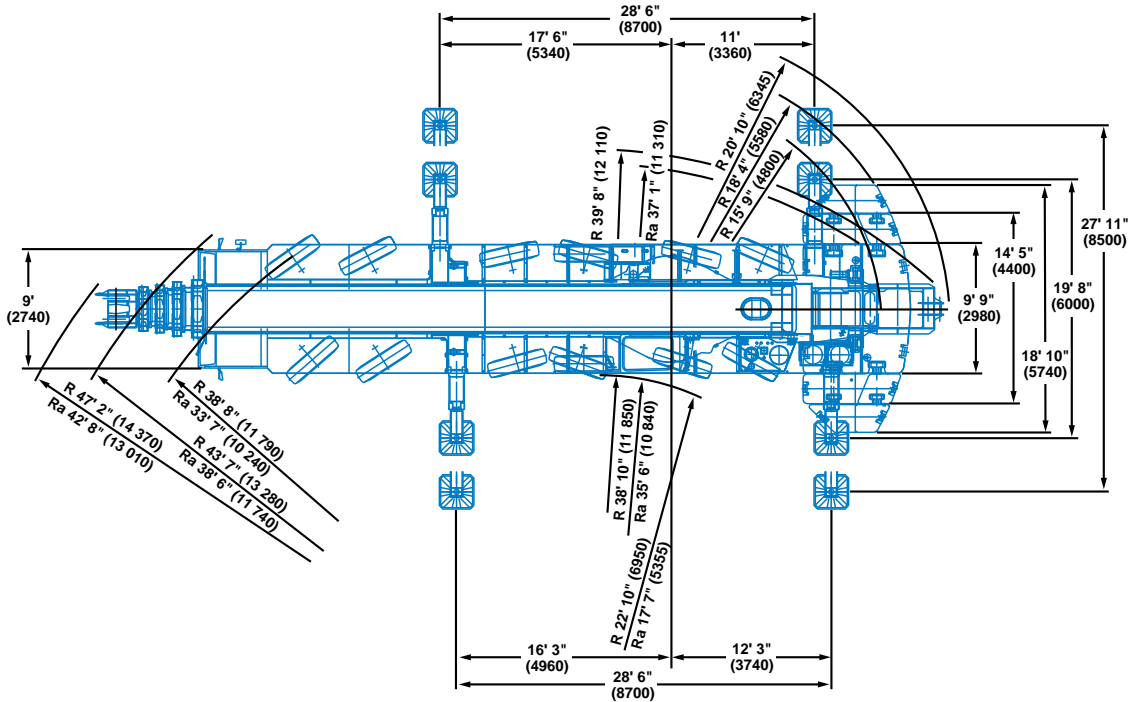 28' 6"
(8700)
17' 6"
(5340)
11'
(3360)
R 20' 10" (6345)
R 18' 4" (5580)
R 15' 9" (4800)
R 39' 8" (12 110)
Ra 37' 1" (11 310)
9'
(2740)
27' 11"
(8500)
14' 5"
(4400)
19' 8"
(6000)
9' 9"
(2980)
18' 10"
(5740)
R 47' 2" (14 370)
Ra 42' 8" (13 010)
R 38' 8" (11 790)
Ra 33' 7" (10 240)
R 43' 7" (13 280)
Ra 38' 6" (11 740)
R 38' 10" (11 850)
Ra 35' 6" (10 840)
R 22' 10" (6950)
Ra 17' 7" (5355)
16' 3"
(4960)
12' 3"
(3740)
28' 6"
(8700)